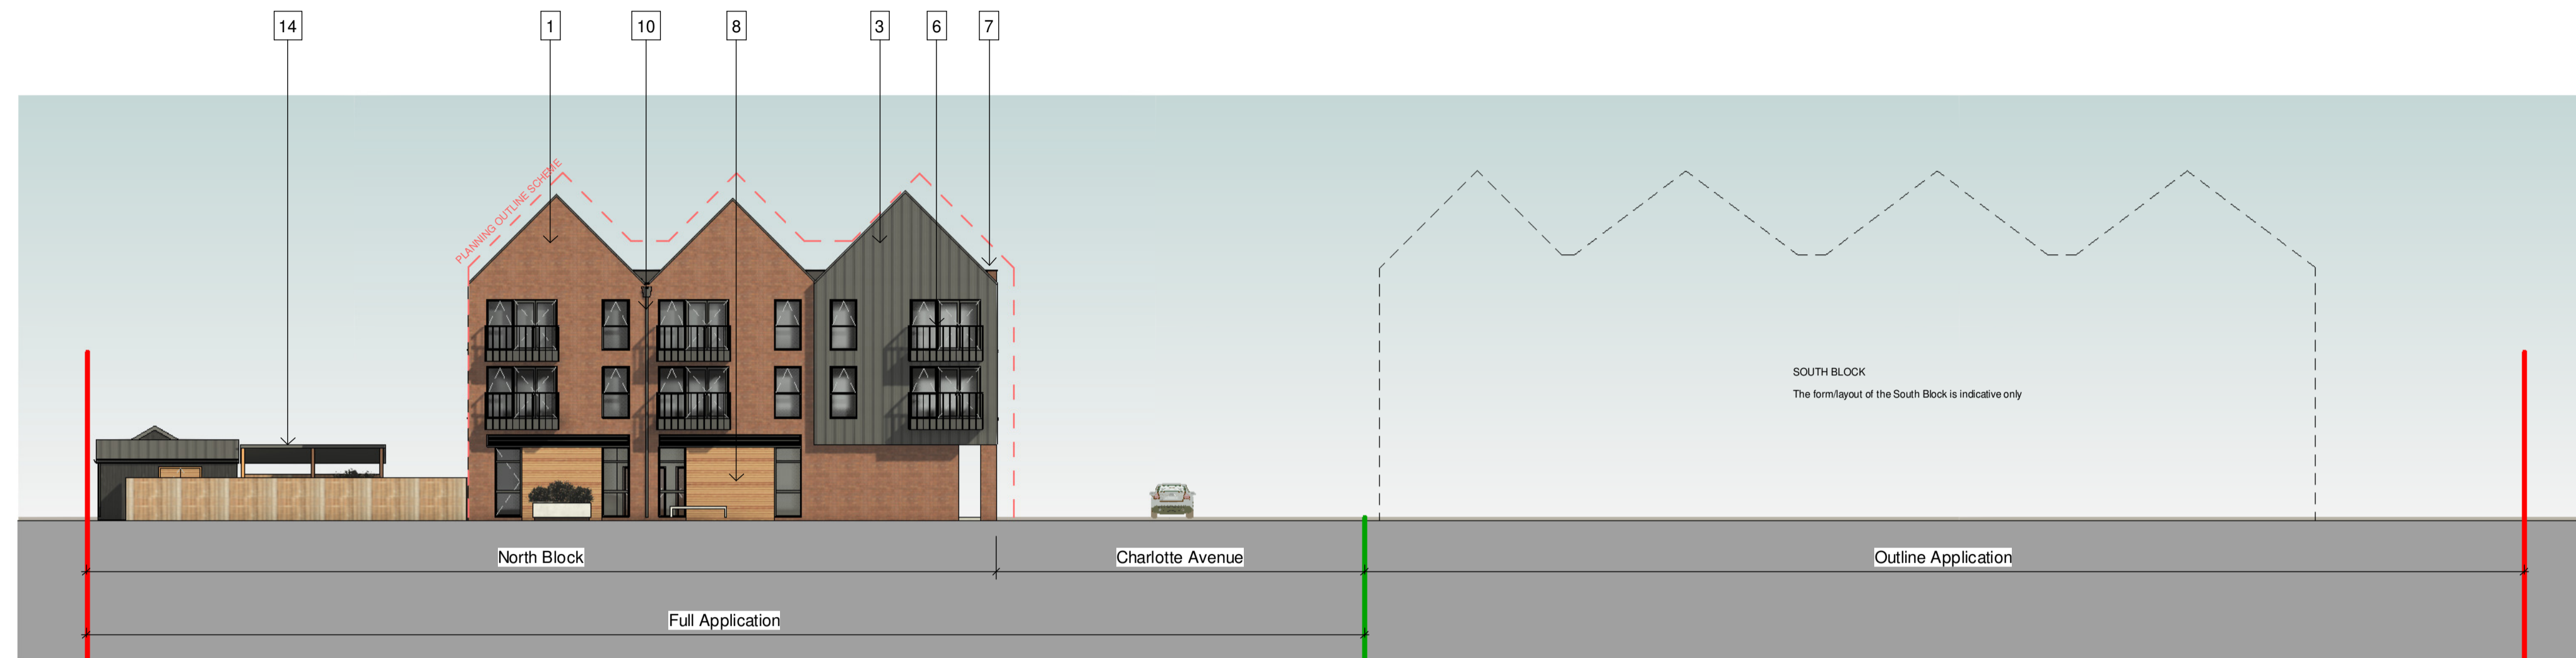 14
1
10
8
3
6
7
PLANNING OUTLINE SCHEME
SOUTH BLOCK
The form/layout of the South Block is indicative only
North Block
Charlotte Avenue
Outline Application
Full Application